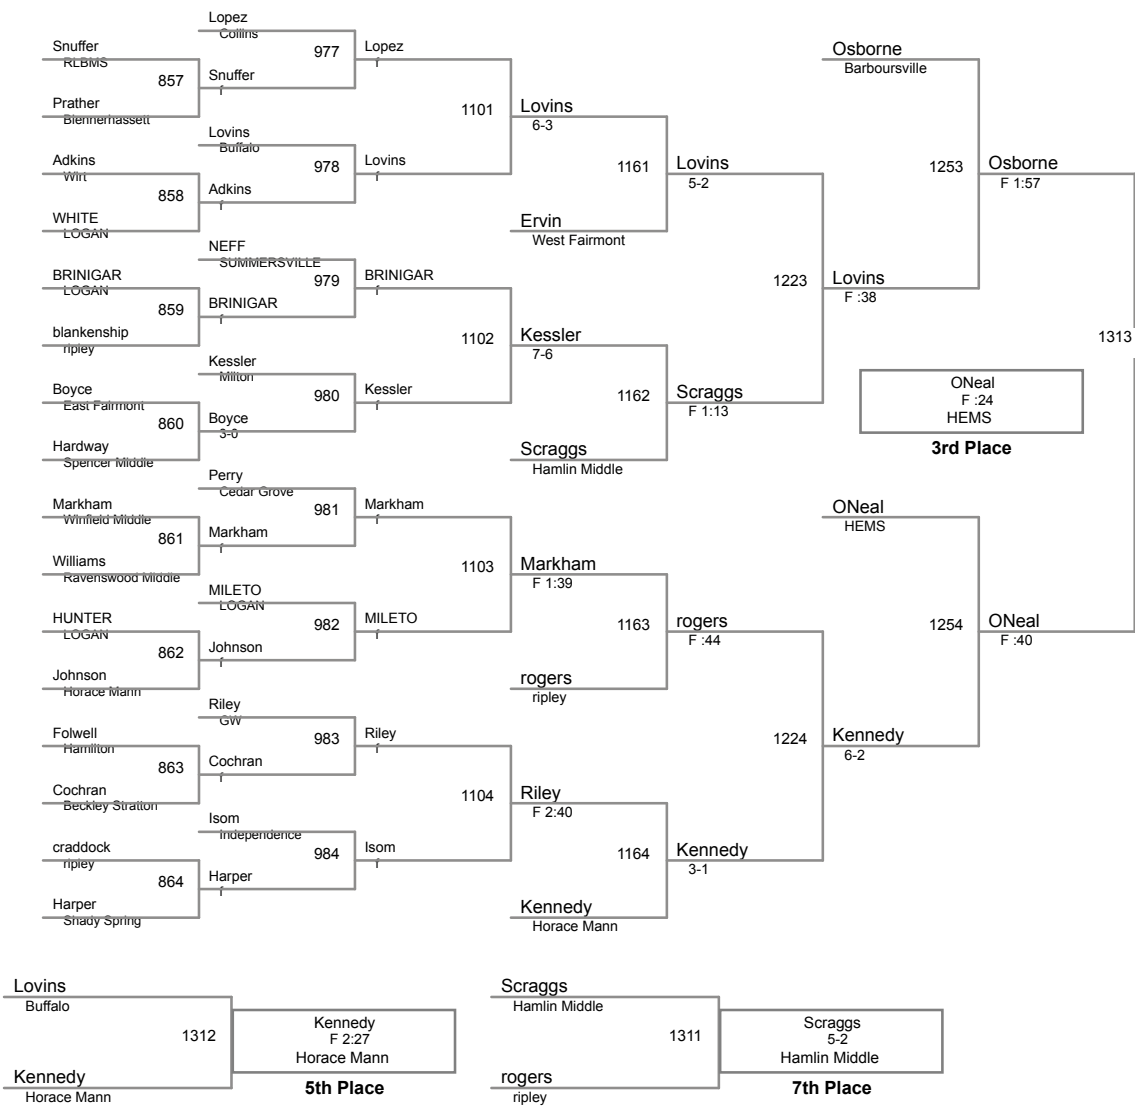 Lopez
Collins
Snuffer
RLBMS
977
Lopez
f
857
Snuffer
f
Prather
Blennerhassett
1101
Lovins
6-3
Lovins
Buffalo
Adkins
Wirt
978
Lovins
f
858
Adkins
f
WHITE
LOGAN
1161
Lovins
5-2
Ervin
West Fairmont
NEFF
SUMMERSVILLE
BRINIGAR
LOGAN
979
BRINIGAR
f
859
BRINIGAR
f
blankenship
ripley
1102
Kessler
7-6
Kessler
Milton
Boyce
East Fairmont
980
Kessler
f
860
Boyce
3-0
Hardway
Spencer Middle
1162
Scraggs
F 1:13
Scraggs
Hamlin Middle
1223
Lovins
F :38
Osborne
Barboursville
1253
Osborne
F 1:57
1313
ONeal
F :24
HEMS
3rd Place
Perry
Cedar Grove
Markham
Winfield Middle
981
Markham
f
861
Markham
f
Williams
Ravenswood Middle
1103
Markham
F 1:39
MILETO
LOGAN
HUNTER
LOGAN
982
MILETO
f
862
Johnson
f
Johnson
Horace Mann
1163
rogers
F :44
rogers
ripley
Riley
GW
Folwell
Hamilton
983
Riley
f
863
Cochran
f
Cochran
Beckley Stratton
1104
Riley
F 2:40
Isom
Independence
craddock
ripley
984
Isom
f
864
Harper
f
Harper
Shady Spring
1164
Kennedy
3-1
Kennedy
Horace Mann
1224
Kennedy
6-2
ONeal
HEMS
1254
ONeal
F :40
Lovins
Buffalo
1312
Kennedy
Horace Mann
Kennedy
F 2:27
Horace Mann
5th Place
Scraggs
Hamlin Middle
1311
rogers
ripley
Scraggs
5-2
Hamlin Middle
7th Place